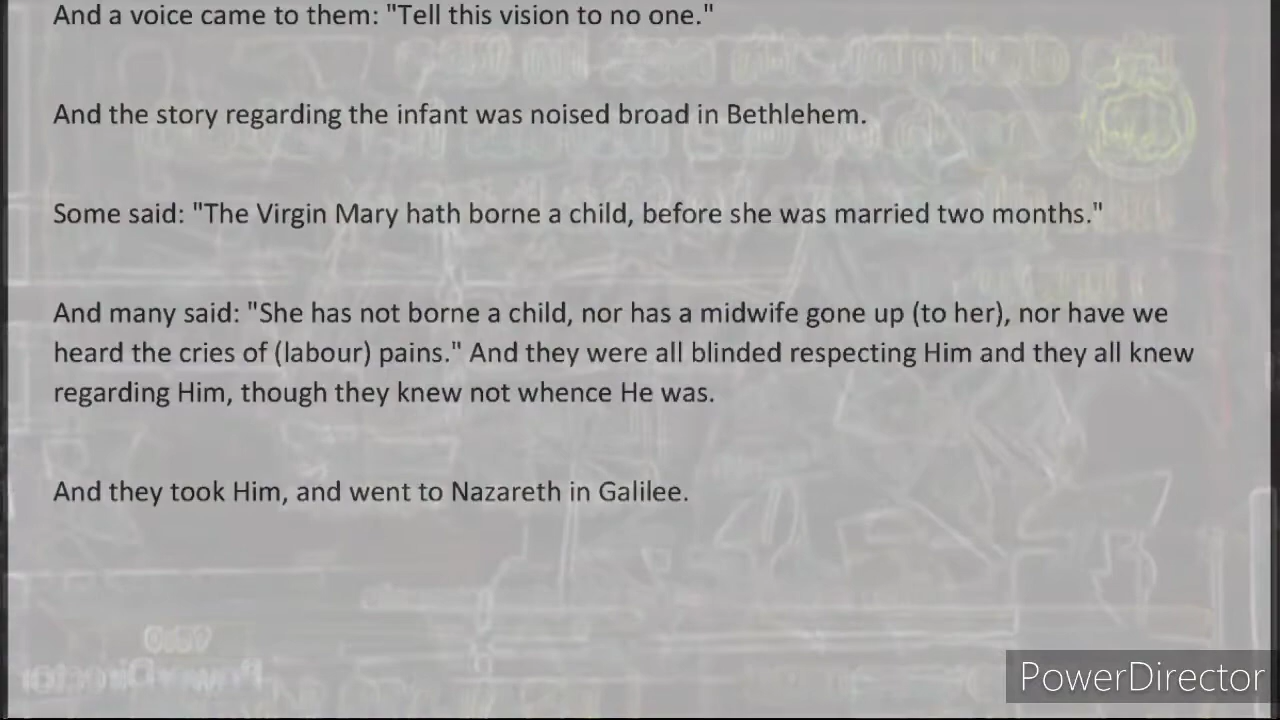 And a voice came to them: "Tell this vision to no one."
And the story regarding the infant was noised broad in Bethlehem.
Some said: "The Virgin Mary hath borne a child, before she was married two months."
And many said: "She has not borne a child, nor has a midwife gone up (to her), nor have we
heard the cries of (labour) pains." And they were all blinded respecting Him and they all knew
regarding Him, though they knew not whence He was.
And they took Him, and went to Nazareth in Galilee.
PowerDirector